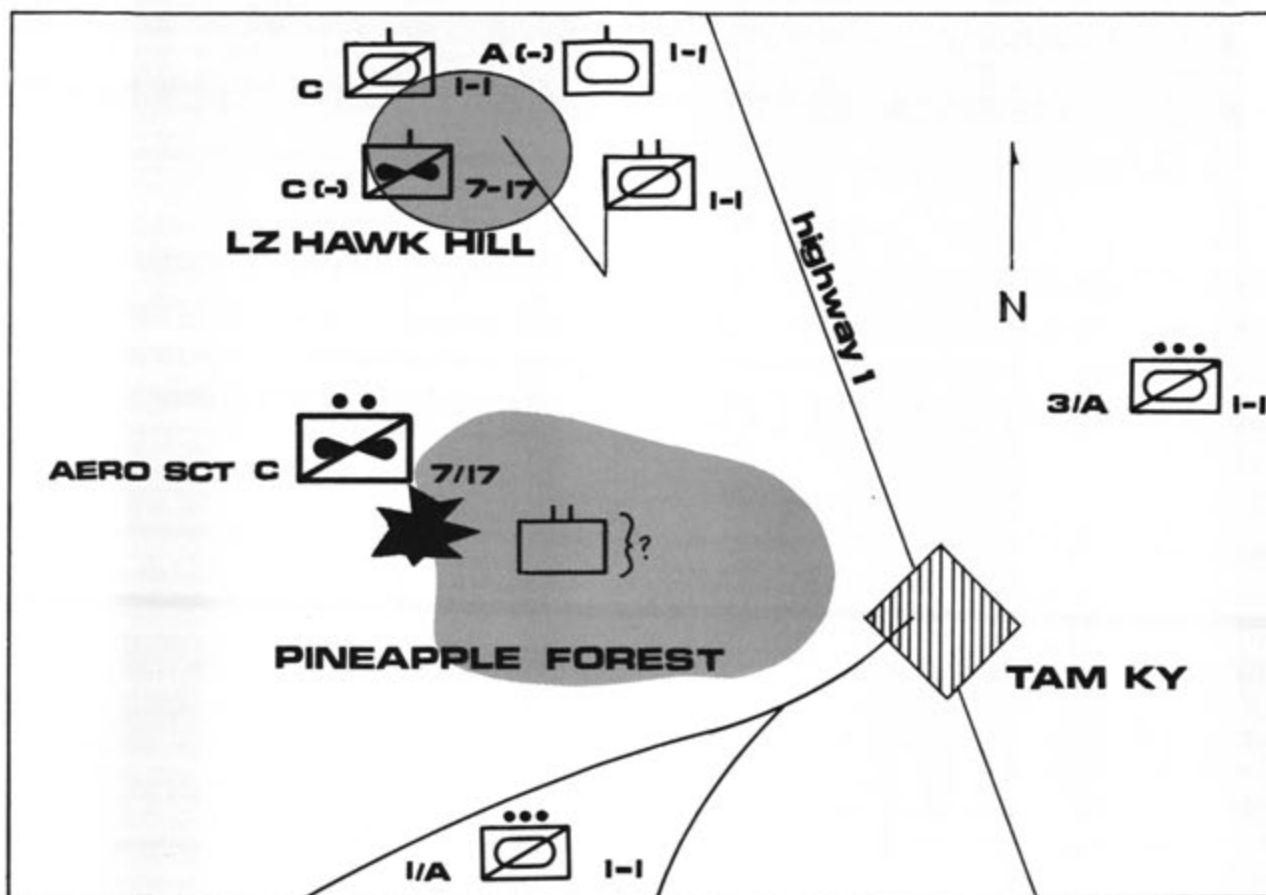 C 1-1
A (-) 1-1
C (-) 7-17
1-1
LZ HAWK HILL
highway 1
N
3/A 1-1
AERO SCT C 7/17
?
PINEAPPLE FOREST
TAM KY
1/A 1-1